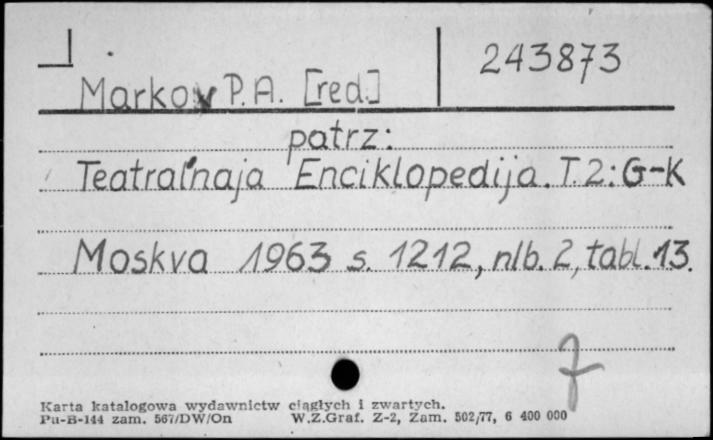 243873
Markov P.A. [red.]
patrz:
Teatral'naja Enciklopedija. T.2: G-K
Moskva 1963 s. 1212, nlb. 2, tabl. 13.
Karta katalogowa wydawnictw ciągłych i zwartych.
Pu-B-144 zam. 567/DW/On W.Z.Graf. Z-2, Zam. 502/77, 6 400 000